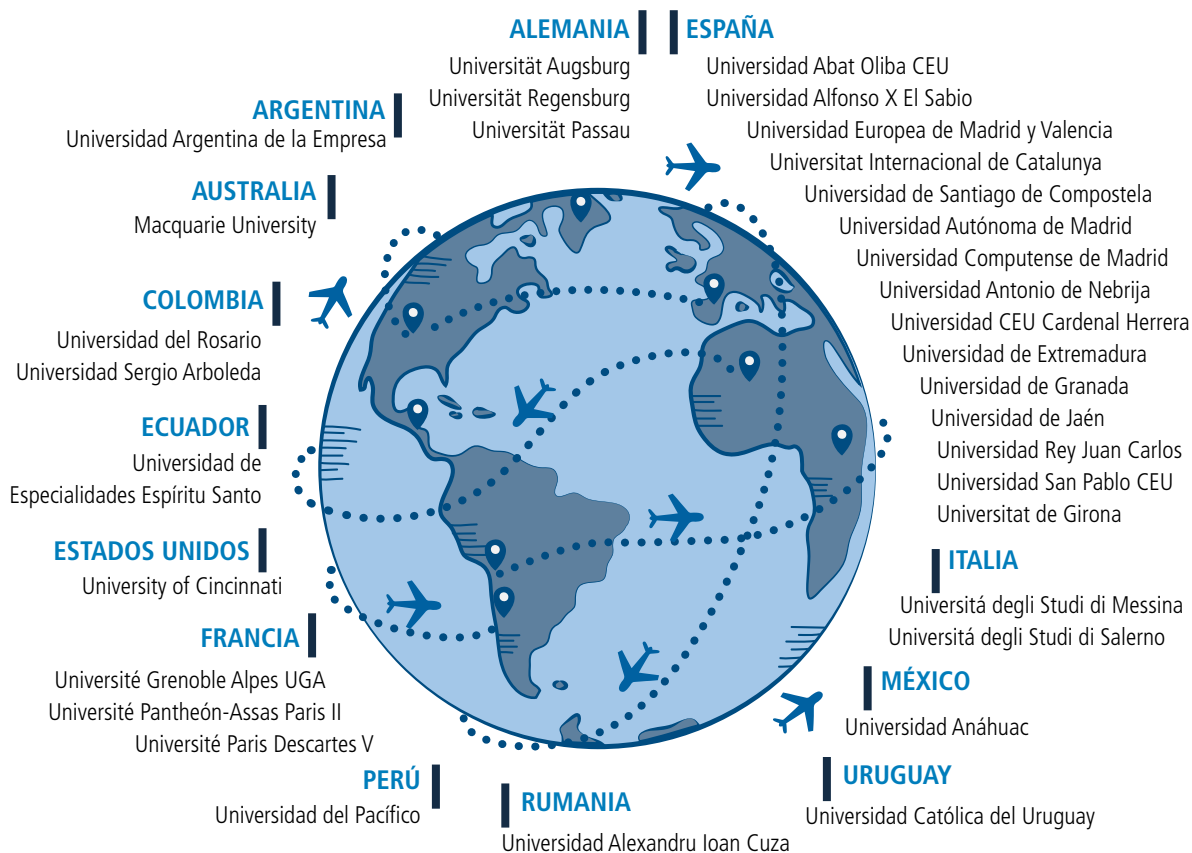 ALEMANIA
Universität Augsburg
Universität Regensburg
Universität Passau
ESPAÑA
Universidad Abat Oliba CEU
Universidad Alfonso X El Sabio
Universidad Europea de Madrid y Valencia
Universitat Internacional de Catalunya
Universidad de Santiago de Compostela
Universidad Autónoma de Madrid
Universidad Computense de Madrid
Universidad Antonio de Nebrija
Universidad CEU Cardenal Herrera
Universidad de Extremadura
Universidad de Granada
Universidad de Jaén
Universidad Rey Juan Carlos
Universidad San Pablo CEU
Universitat de Girona
ARGENTINA
Universidad Argentina de la Empresa
AUSTRALIA
Macquarie University
COLOMBIA
Universidad del Rosario
Universidad Sergio Arboleda
ECUADOR
Universidad de
Especialidades Espíritu Santo
ESTADOS UNIDOS
University of Cincinnati
FRANCIA
Université Grenoble Alpes UGA
Université Pantheón-Assas Paris II
Université Paris Descartes V
PERÚ
Universidad del Pacífico
RUMANIA
Universidad Alexandru Ioan Cuza
ITALIA
Universitá degli Studi di Messina
Universitá degli Studi di Salerno
MÉXICO
Universidad Anáhuac
URUGUAY
Universidad Católica del Uruguay